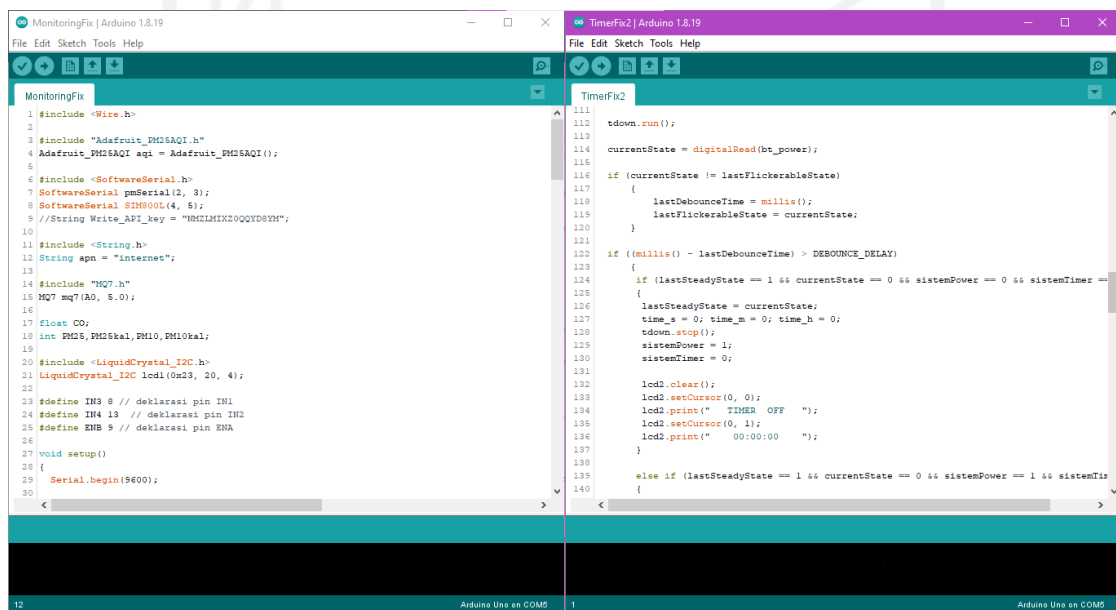 MonitoringFix | Arduino 1.8.19
File Edit Sketch Tools Help
MonitoringFix
1 #include <Wire.h>
2
3 #include "Adafruit_PM25AQI.h"
4 Adafruit_PM25AQI aqi = Adafruit_PM25AQI();
5
6 #include <SoftwareSerial.h>
7 SoftwareSerial pmSerial(2, 3);
8 SoftwareSerial SIM800L(4, 5);
9 //String Write_API_key = "NMZLMIXZ0QQYD8YM";
10
11 #include <String.h>
12 String apn = "internet";
13
14 #include "MQ7.h"
15 MQ7 mq7(A0, 5.0);
16
17 float CO;
18 int PM25,PM25kal,PM10,PM10kal;
19
20 #include <LiquidCrystal_I2C.h>
21 LiquidCrystal_I2C lcd1(0x23, 20, 4);
22
23 #define IN3 8 // deklarasi pin IN1
24 #define IN4 13  // deklarasi pin IN2
25 #define ENB 9 // deklarasi pin ENA
26
27 void setup()
28 {
29   Serial.begin(9600);
30
12 Arduino Uno on COM5
TimerFix2 | Arduino 1.8.19
File Edit Sketch Tools Help
TimerFix2
111
112   tdown.run();
113
114   currentState = digitalRead(bt_power);
115
116   if (currentState != lastFlickerableState)
117      {
118         lastDebounceTime = millis();
119         lastFlickerableState = currentState;
120      }
121
122   if ((millis() - lastDebounceTime) > DEBOUNCE_DELAY)
123      {
124       if (lastSteadyState == 1 && currentState == 0 && sistemPower == 0 && sistemTimer ==
125       {
126        lastSteadyState = currentState;
127        time_s = 0; time_m = 0; time_h = 0;
128        tdown.stop();
129        sistemPower = 1;
130        sistemTimer = 0;
131
132        lcd2.clear();
133        lcd2.setCursor(0, 0);
134        lcd2.print("   TIMER  OFF   ");
135        lcd2.setCursor(0, 1);
136        lcd2.print("    00:00:00    ");
137       }
138
139       else if (lastSteadyState == 1 && currentState == 0 && sistemPower == 1 && sistemTim
140       {
1 Arduino Uno on COM5